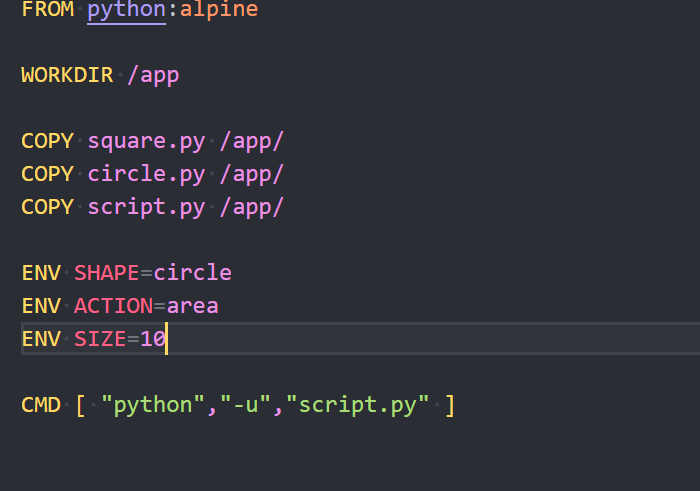 FROM python:alpine
WORKDIR /app
COPY square.py /app/
COPY circle.py /app/
COPY script.py /app/
ENV SHAPE=circle
ENV ACTION=area
ENV SIZE=10
CMD [ "python","-u","script.py" ]